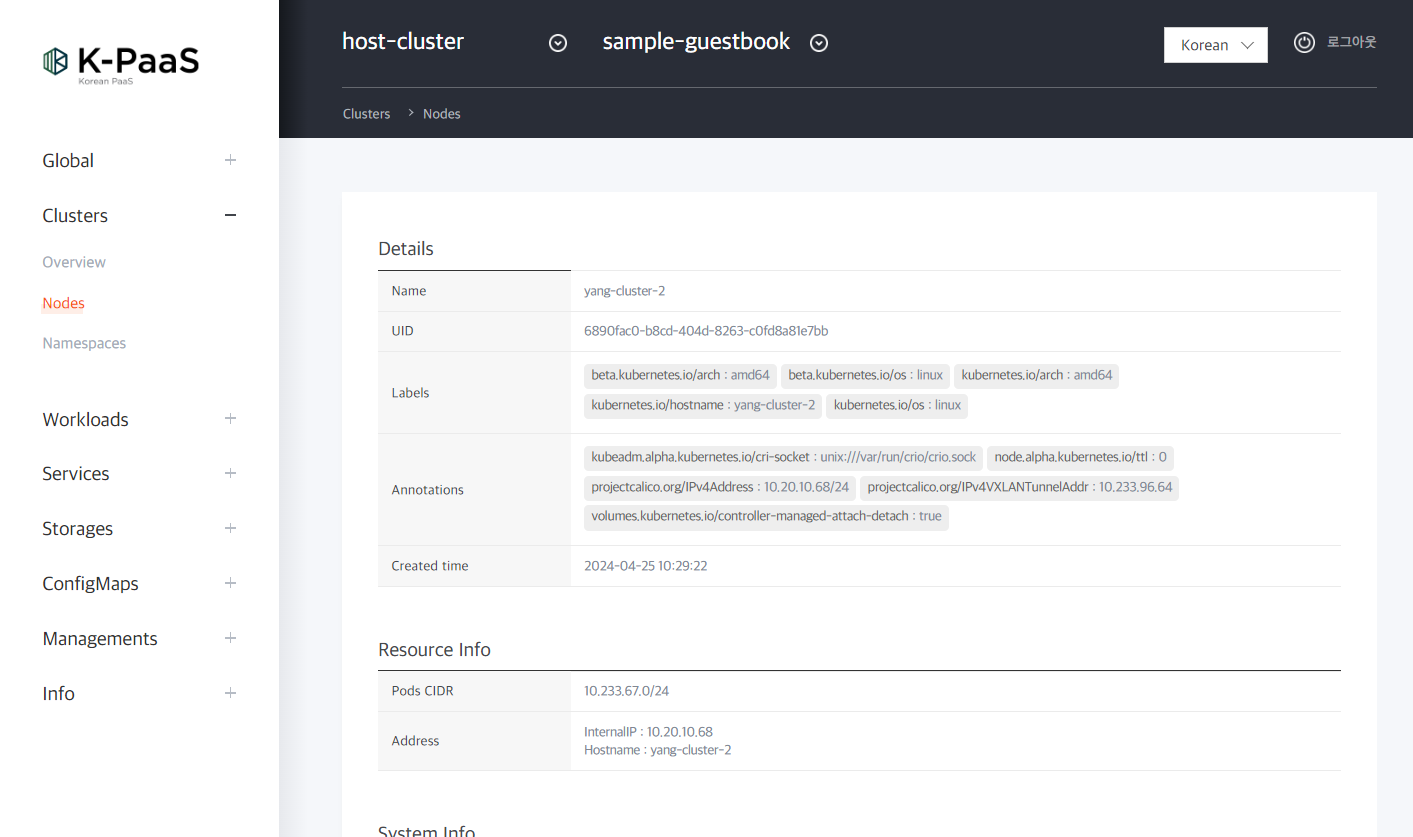 K-PaaS
Korean PaaS
host-cluster
sample-guestbook
Korean
로그아웃
Clusters > Nodes
Global
Clusters
Overview
Nodes
Namespaces
Workloads
Services
Storages
ConfigMaps
Managements
Info
Details
Name yang-cluster-2
UID 6890fac0-b8cd-404d-8263-c0fd8a81e7bb
Labels
beta.kubernetes.io/arch : amd64 beta.kubernetes.io/os : linux kubernetes.io/arch : amd64
kubernetes.io/hostname : yang-cluster-2 kubernetes.io/os : linux
Annotations
kubeadm.alpha.kubernetes.io/cri-socket : unix:///var/run/crio/crio.sock node.alpha.kubernetes.io/ttl : 0
projectcalico.org/IPv4Address : 10.20.10.68/24 projectcalico.org/IPv4VXLANTunnelAddr : 10.233.96.64
volumes.kubernetes.io/controller-managed-attach-detach : true
Created time 2024-04-25 10:29:22
Resource Info
Pods CIDR 10.233.67.0/24
Address
InternalIP : 10.20.10.68
Hostname : yang-cluster-2
System Info